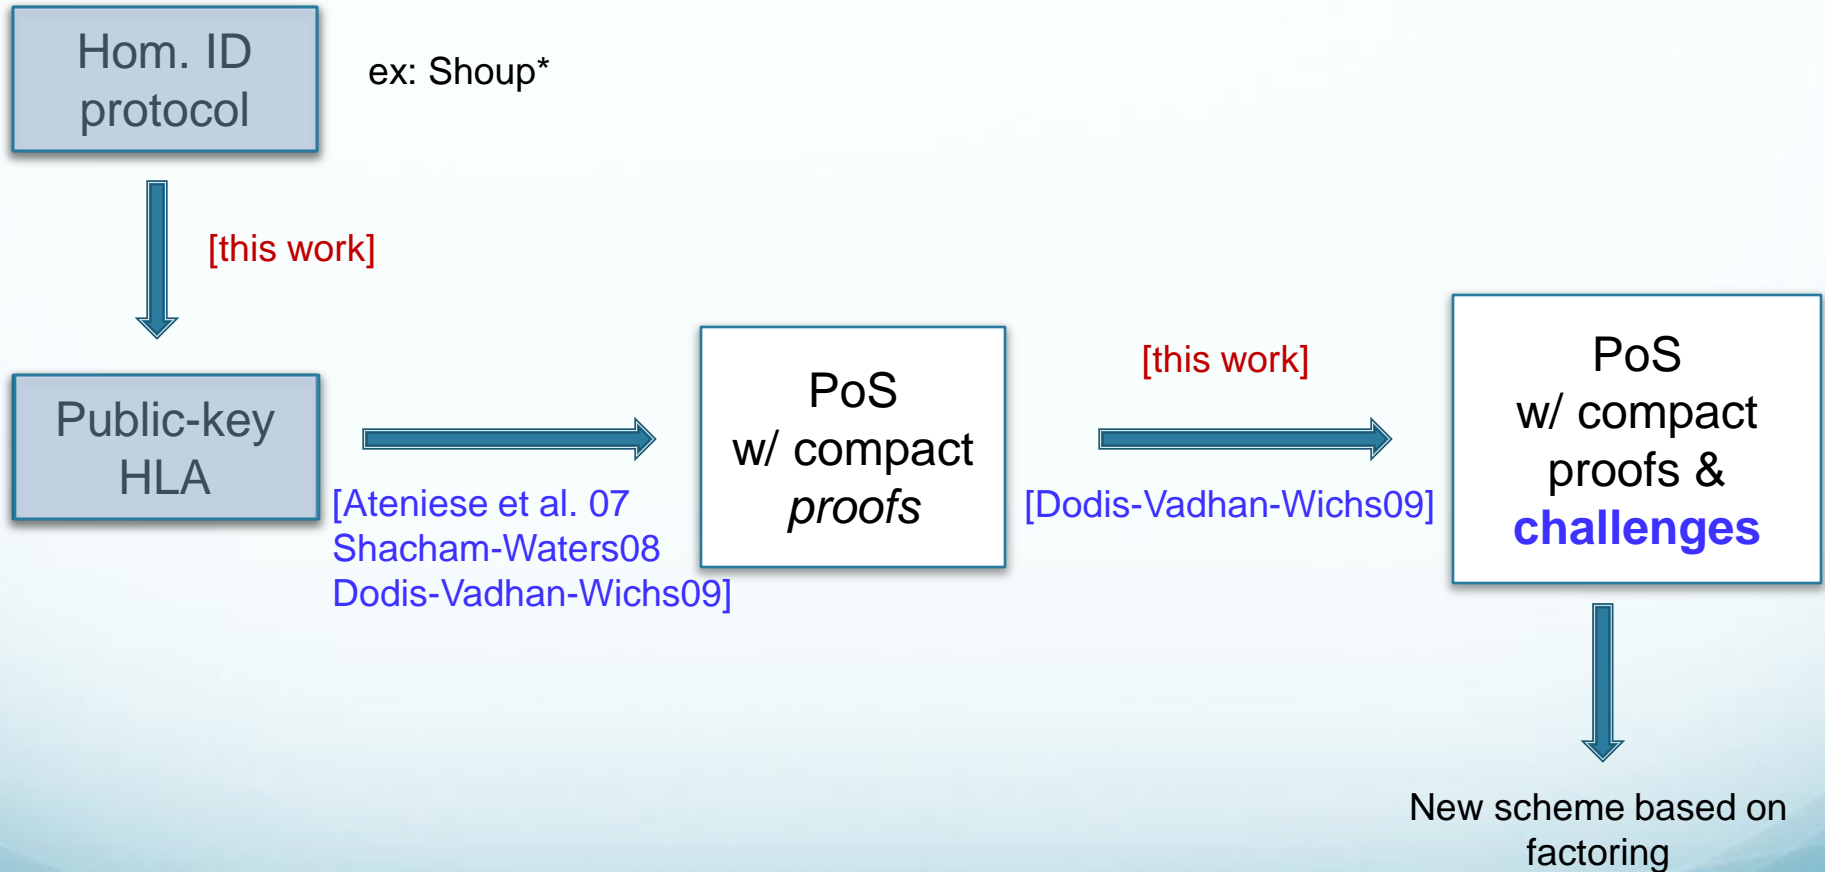 Hom. ID
protocol
ex: Shoup*
[this work]
Public-key
HLA
[Ateniese et al. 07
Shacham-Waters08
Dodis-Vadhan-Wichs09]
PoS
w/ compact
proofs
[this work]
[Dodis-Vadhan-Wichs09]
PoS
w/ compact
proofs &
challenges
New scheme based on
factoring